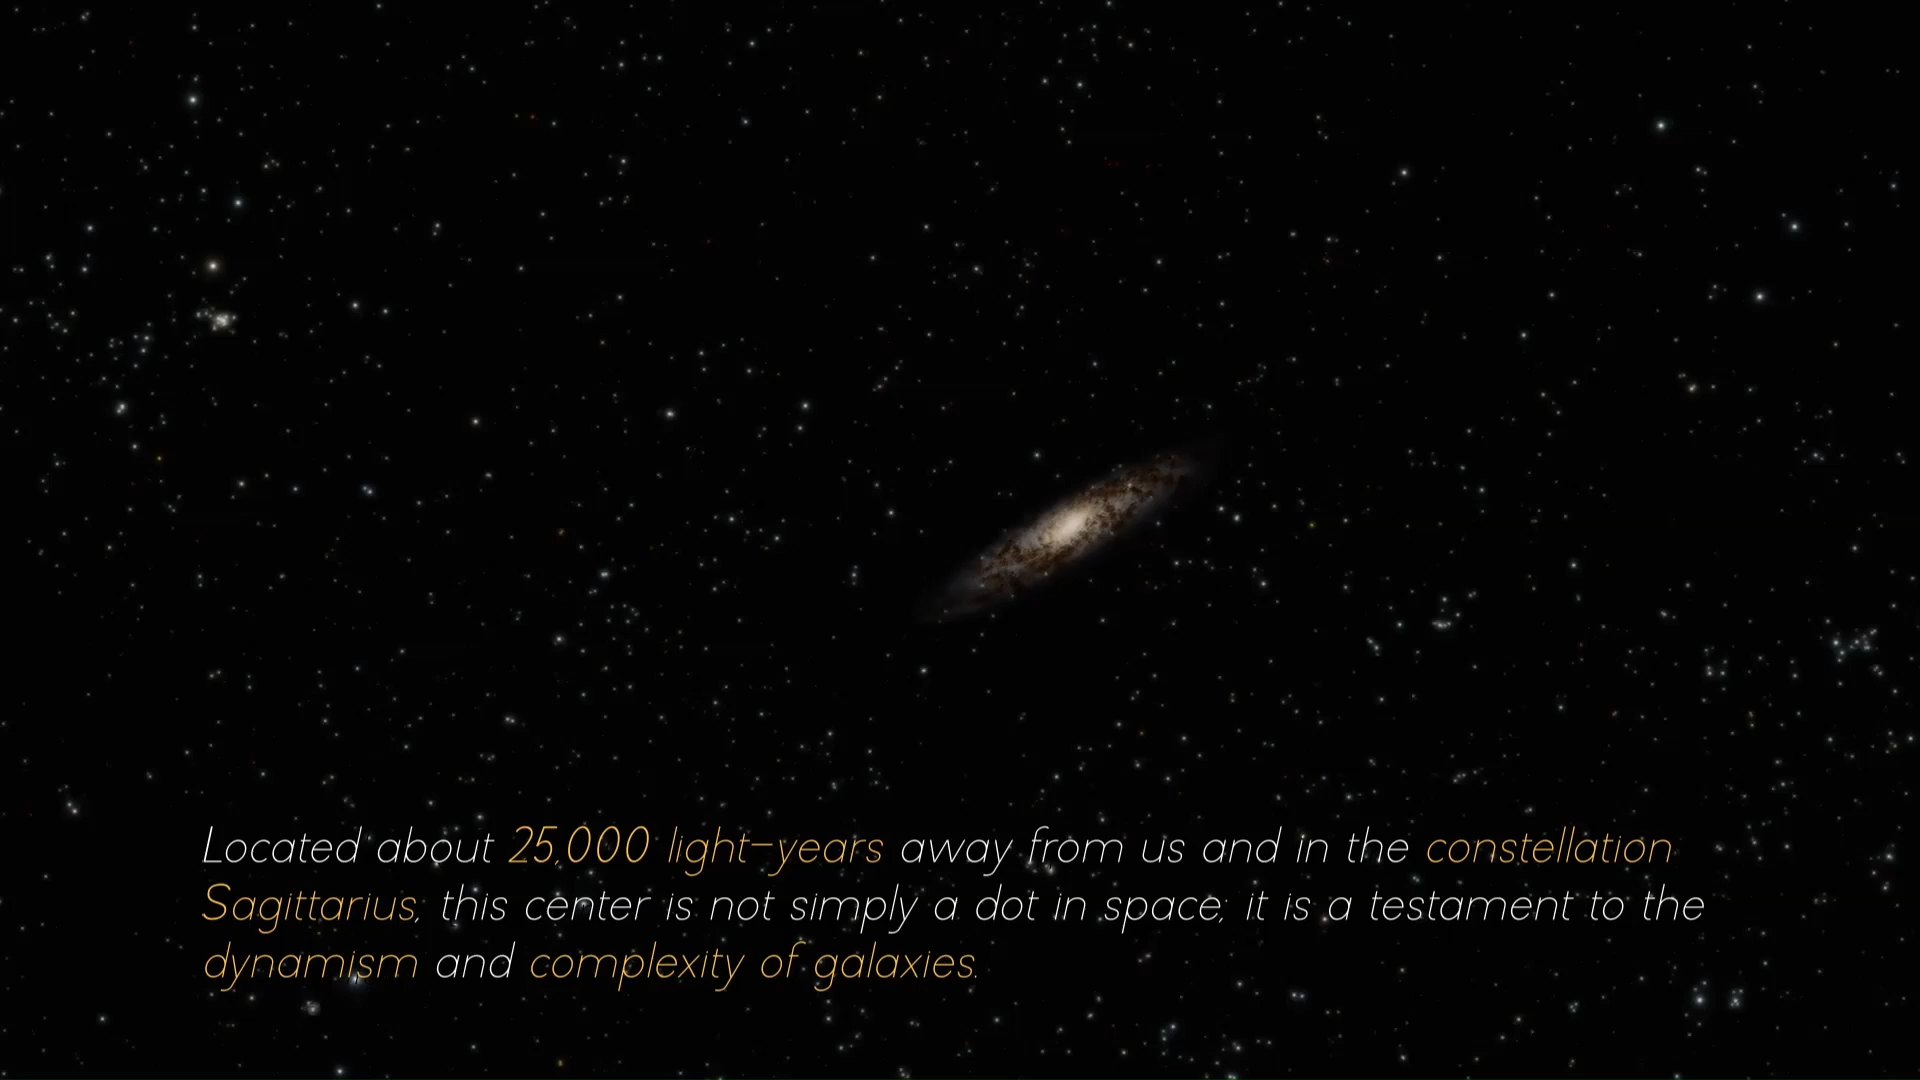 Located about 25,000 light-years away from us and in the constellation
Sagittarius, this center is not simply a dot in space; it is a testament to the
dynamism and complexity of galaxies.